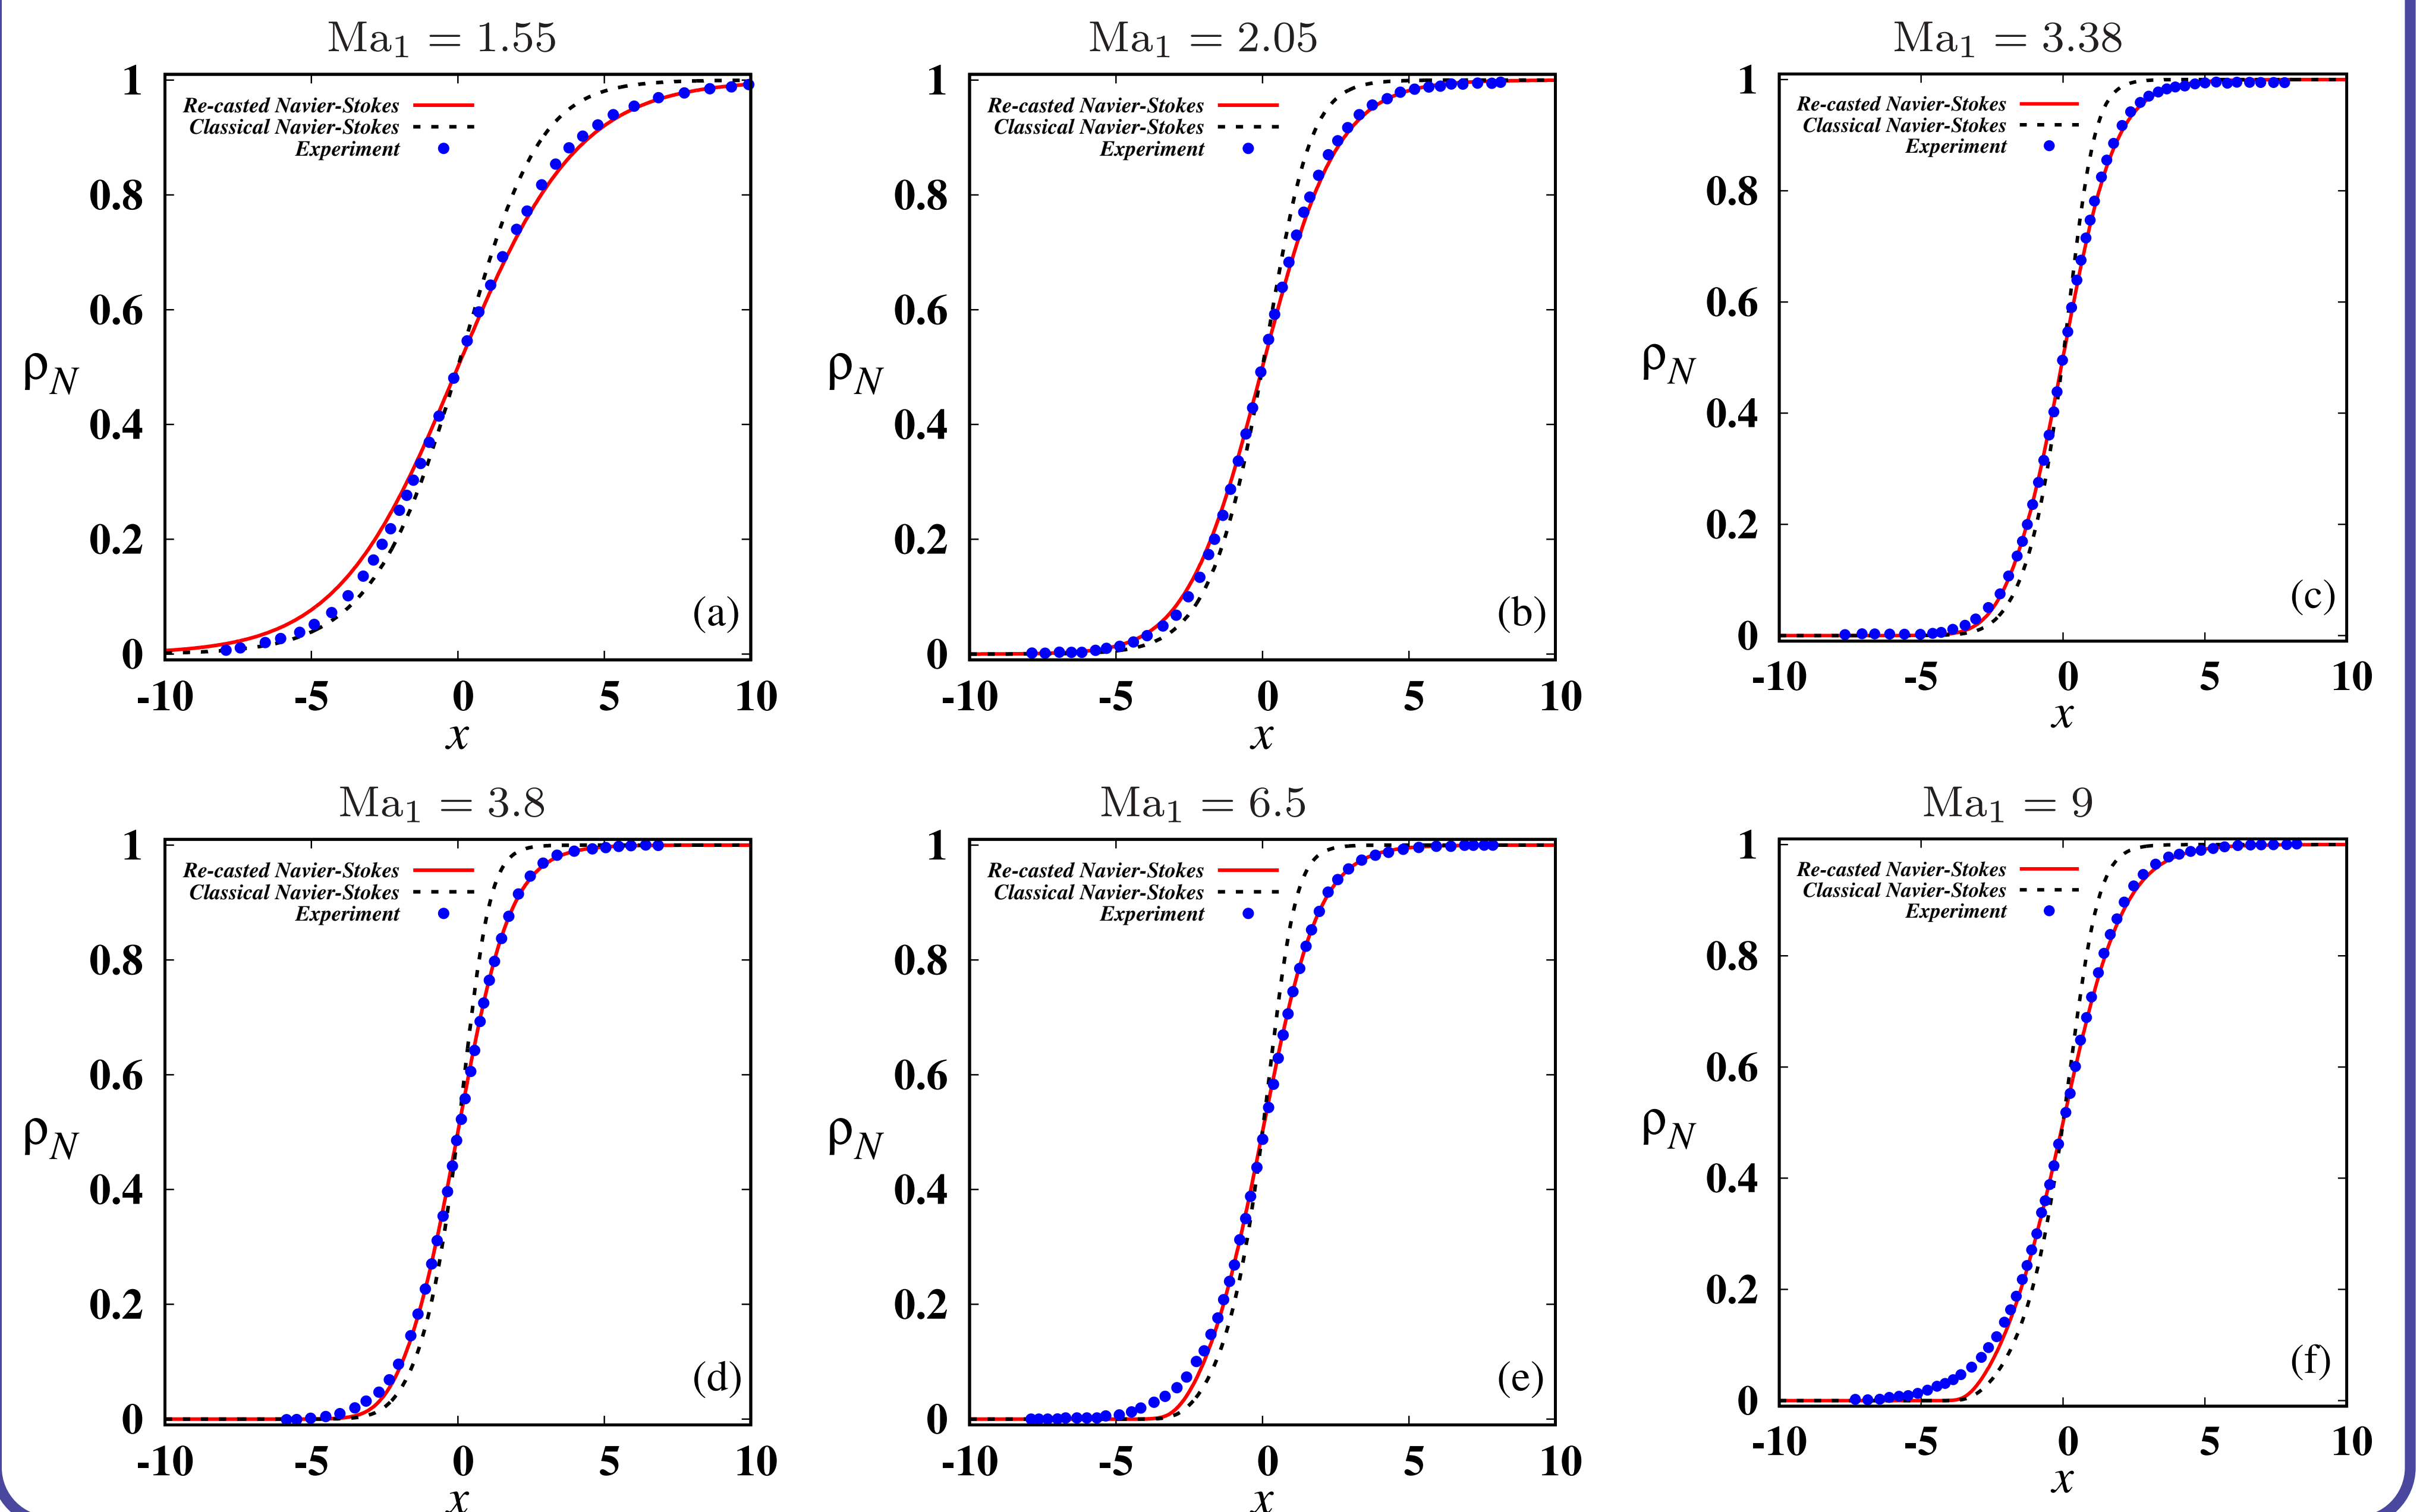 Ma₁ = 1.55
1
Re-casted Navier-Stokes
Classical Navier-Stokes
Experiment
0.8
0.6
ρN
0.4
0.2
(a)
0
-10 -5 0 5 10
x
Ma₁ = 2.05
1
Re-casted Navier-Stokes
Classical Navier-Stokes
Experiment
0.8
0.6
ρN
0.4
0.2
(b)
0
-10 -5 0 5 10
x
Ma₁ = 3.38
1
Re-casted Navier-Stokes
Classical Navier-Stokes
Experiment
0.8
0.6
ρN
0.4
0.2
(c)
0
-10 -5 0 5 10
x
Ma₁ = 3.8
1
Re-casted Navier-Stokes
Classical Navier-Stokes
Experiment
0.8
0.6
ρN
0.4
0.2
(d)
0
-10 -5 0 5 10
x
Ma₁ = 6.5
1
Re-casted Navier-Stokes
Classical Navier-Stokes
Experiment
0.8
0.6
ρN
0.4
0.2
(e)
0
-10 -5 0 5 10
x
Ma₁ = 9
1
Re-casted Navier-Stokes
Classical Navier-Stokes
Experiment
0.8
0.6
ρN
0.4
0.2
(f)
0
-10 -5 0 5 10
x